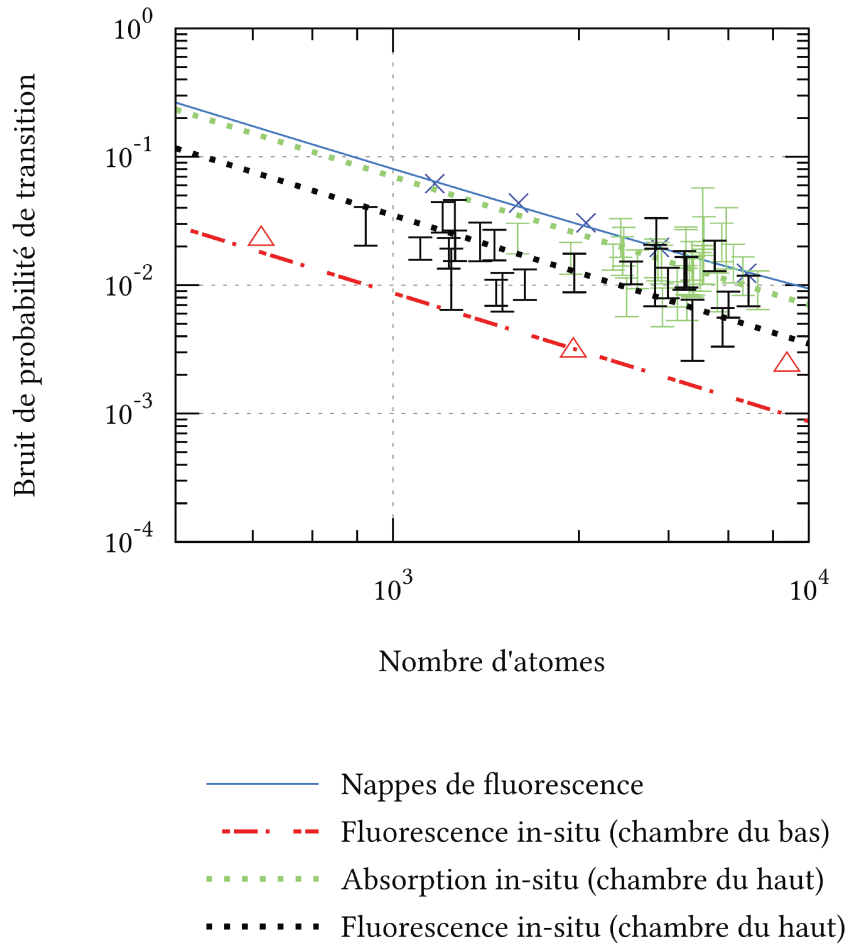 Bruit de probabilité de transition
10^0
10^-1
10^-2
10^-3
10^-4
10^3
10^4
Nombre d'atomes
Nappes de fluorescence
Fluorescence in-situ (chambre du bas)
Absorption in-situ (chambre du haut)
Fluorescence in-situ (chambre du haut)